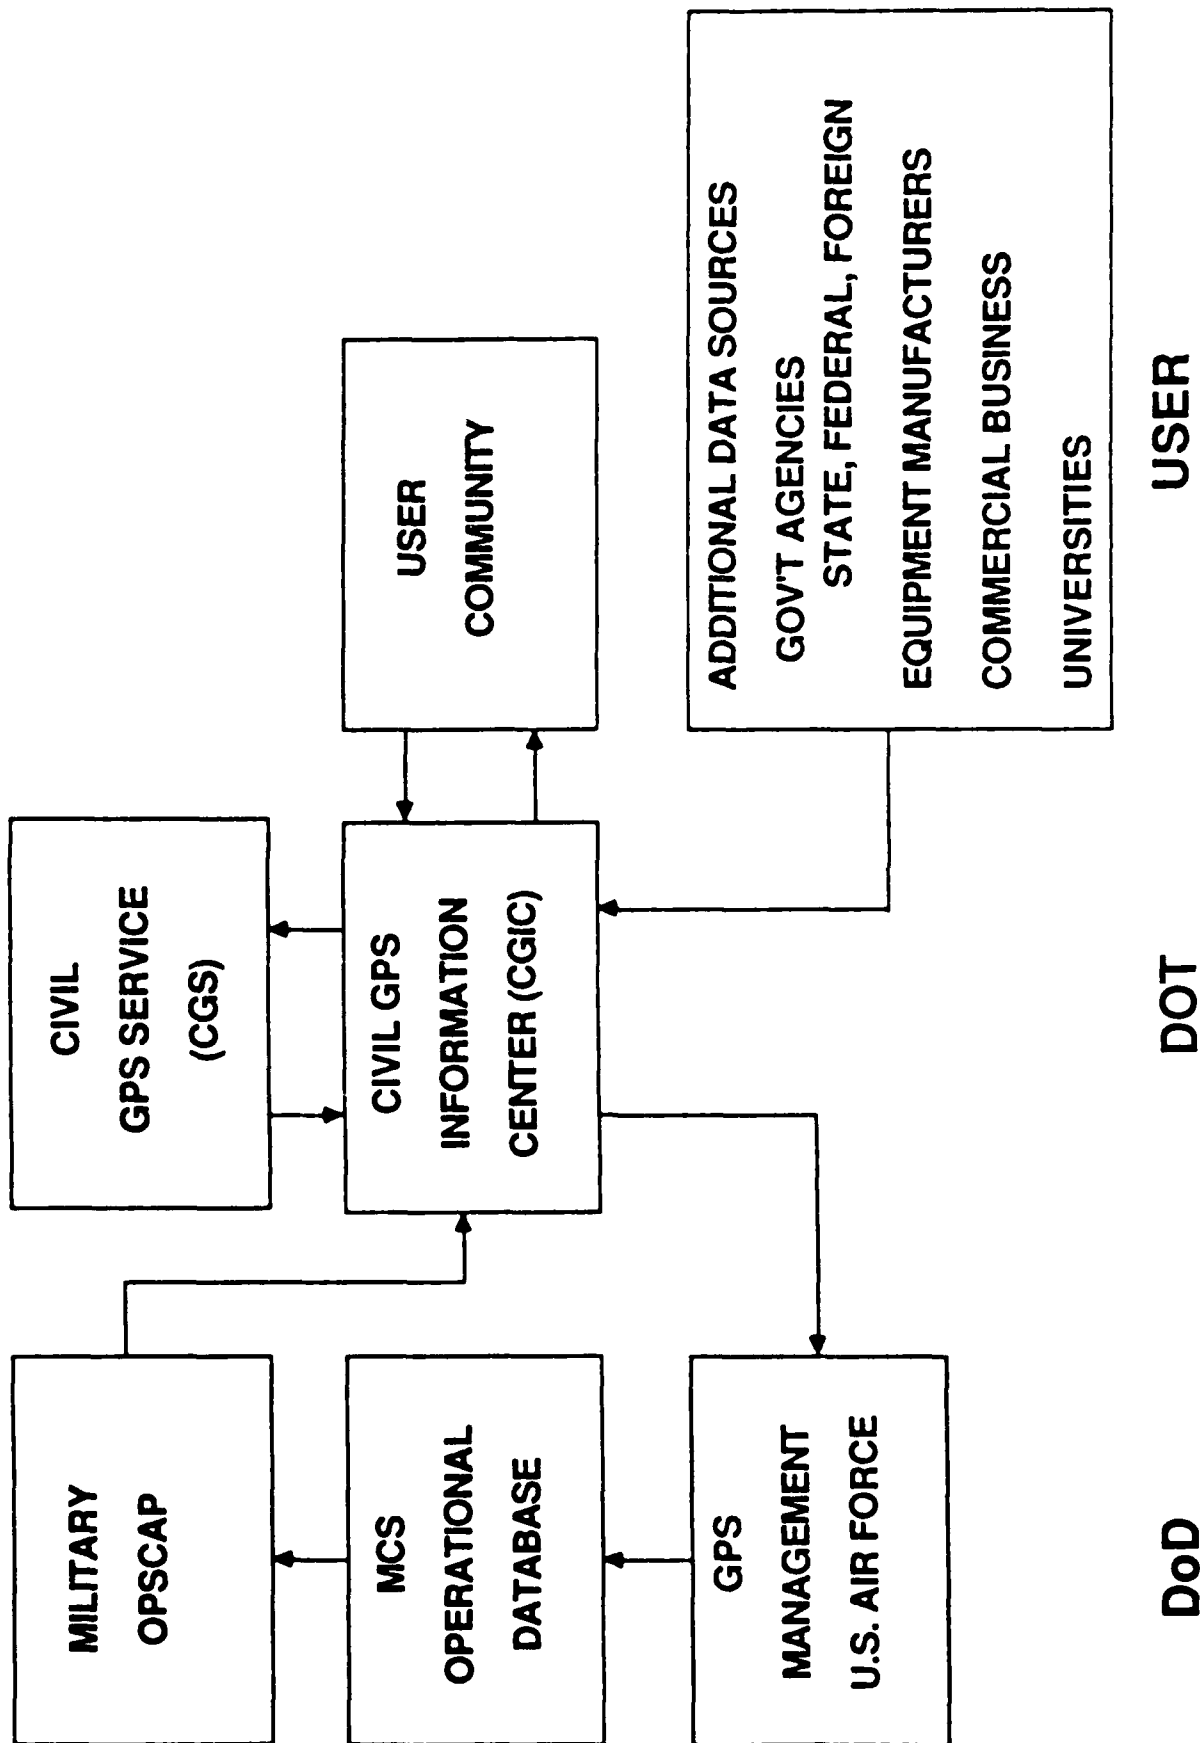 MILITARY
OPSCAP
MCS
OPERATIONAL
DATABASE
GPS
MANAGEMENT
U.S. AIR FORCE
DoD
CIVIL
GPS SERVICE
(CGS)
CIVIL GPS
INFORMATION
CENTER (CGIC)
DOT
USER
COMMUNITY
ADDITIONAL DATA SOURCES
GOV'T AGENCIES
STATE, FEDERAL, FOREIGN
EQUIPMENT MANUFACTURERS
COMMERCIAL BUSINESS
UNIVERSITIES
USER